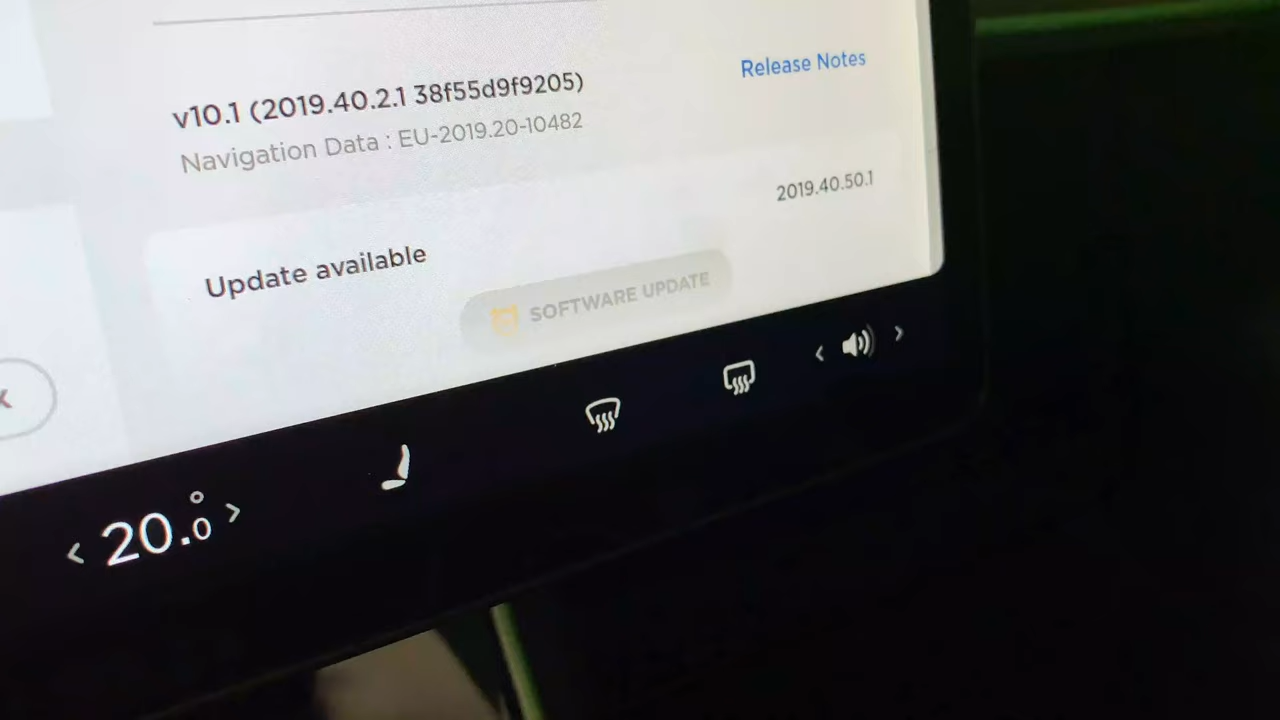 v10.1 (2019.40.2.1 38f55d9f9205)
Release Notes
Navigation Data : EU-2019.20-10482
2019.40.50.1
Update available
SOFTWARE UPDATE
< 20.0° >
< >